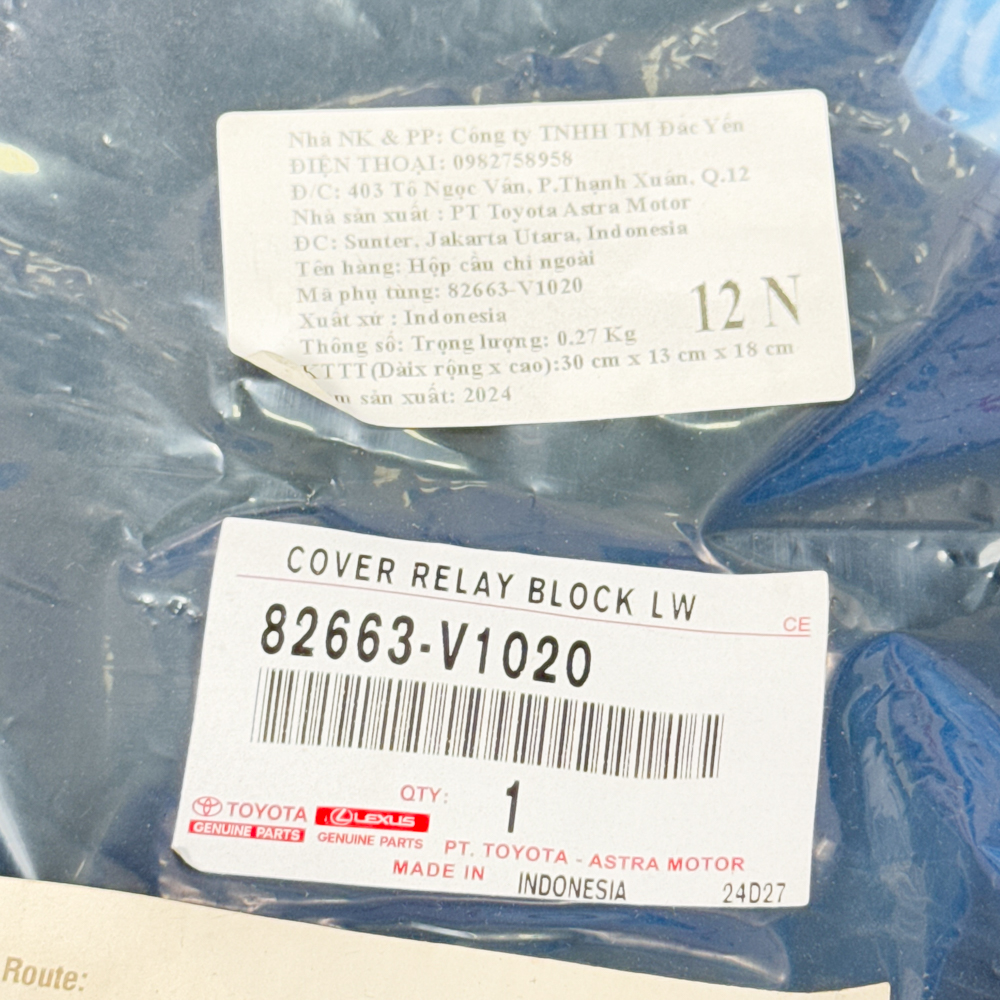 Nhà NK & PP: Công ty TNHH TM Đắc Yến
ĐIỆN THOẠI: 0982758958
Đ/C: 403 Tô Ngọc Vân, P.Thạnh Xuân, Q.12
Nhà sản xuất : PT Toyota Astra Motor
ĐC: Sunter, Jakarta Utara, Indonesia
Tên hàng: Hộp cầu chì ngoài
Mã phụ tùng: 82663-V1020
Xuất xứ : Indonesia
12 N
Thông số: Trọng lượng: 0.27 Kg
KTTT(Dàix rộng x cao):30 cm x 13 cm x 18 cm
sản xuất: 2024
COVER RELAY BLOCK LW
CE
82663-V1020
QTY: 1
TOYOTA
GENUINE PARTS
LEXUS
GENUINE PARTS
PT. TOYOTA - ASTRA MOTOR
MADE IN INDONESIA
24D27
Route: